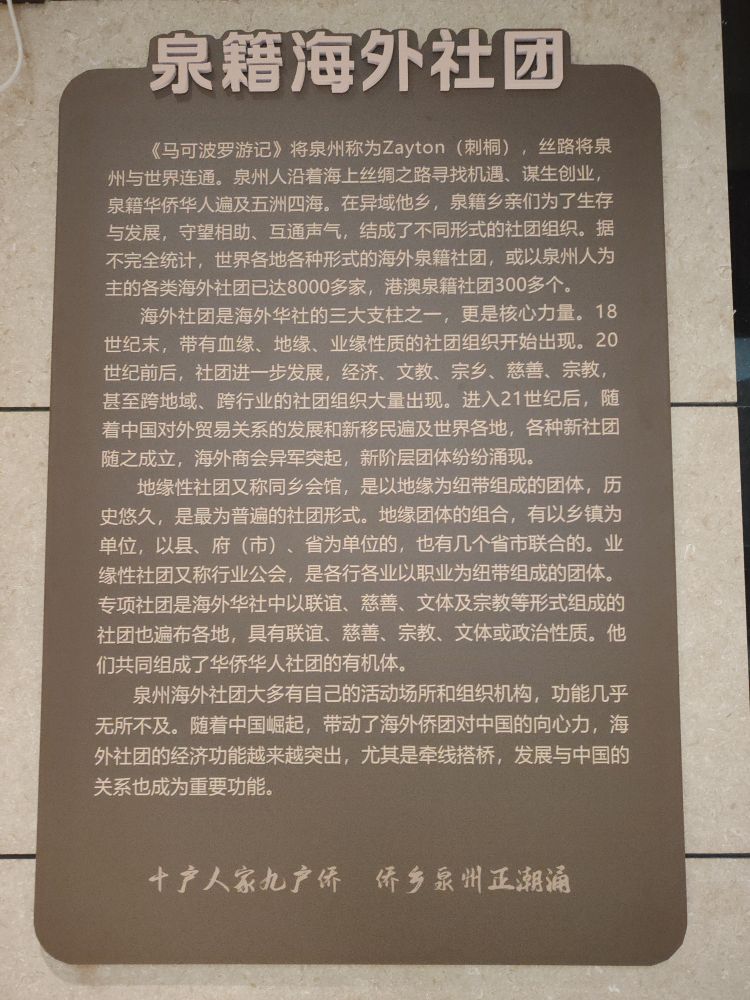 泉籍海外社团
《马可波罗游记》将泉州称为Zayton（刺桐），丝路将泉
州与世界连通。泉州人沿着海上丝绸之路寻找机遇、谋生创业，
泉籍华侨华人遍及五洲四海。在异域他乡，泉籍乡亲们为了生存
与发展，守望相助、互通声气，结成了不同形式的社团组织。据
不完全统计，世界各地各种形式的海外泉籍社团，或以泉州人为
主的各类海外社团已达8000多家，港澳泉籍社团300多个。
海外社团是海外华社的三大支柱之一，更是核心力量。18
世纪末，带有血缘、地缘、业缘性质的社团组织开始出现。20
世纪前后，社团进一步发展，经济、文教、宗乡、慈善、宗教，
甚至跨地域、跨行业的社团组织大量出现。进入21世纪后，随
着中国对外贸易关系的发展和新移民遍及世界各地，各种新社团
随之成立，海外商会异军突起，新阶层团体纷纷涌现。
地缘性社团又称同乡会馆，是以地缘为纽带组成的团体，历
史悠久，是最为普遍的社团形式。地缘团体的组合，有以乡镇为
单位，以县、府（市）、省为单位的，也有几个省市联合的。业
缘性社团又称行业公会，是各行各业以职业为纽带组成的团体。
专项社团是海外华社中以联谊、慈善、文体及宗教等形式组成的
社团也遍布各地，具有联谊、慈善、宗教、文体或政治性质。他
们共同组成了华侨华人社团的有机体。
泉州海外社团大多有自己的活动场所和组织机构，功能几乎
无所不及。随着中国崛起，带动了海外侨团对中国的向心力，海
外社团的经济功能越来越突出，尤其是牵线搭桥，发展与中国的
关系也成为重要功能。
十户人家九户侨　侨乡泉州正潮涌